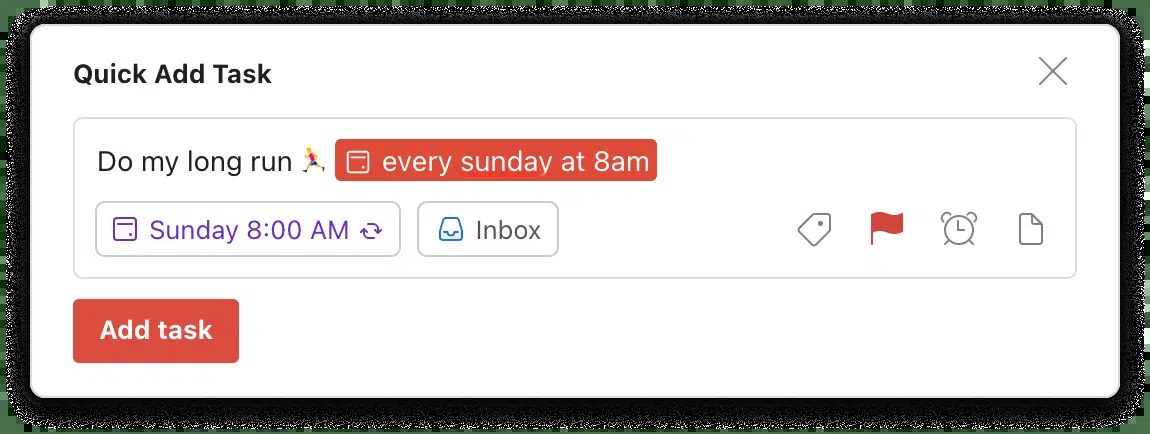 Quick Add Task
Do my long run 🏃‍♀️ every sunday at 8am
Sunday 8:00 AM Inbox
Add task